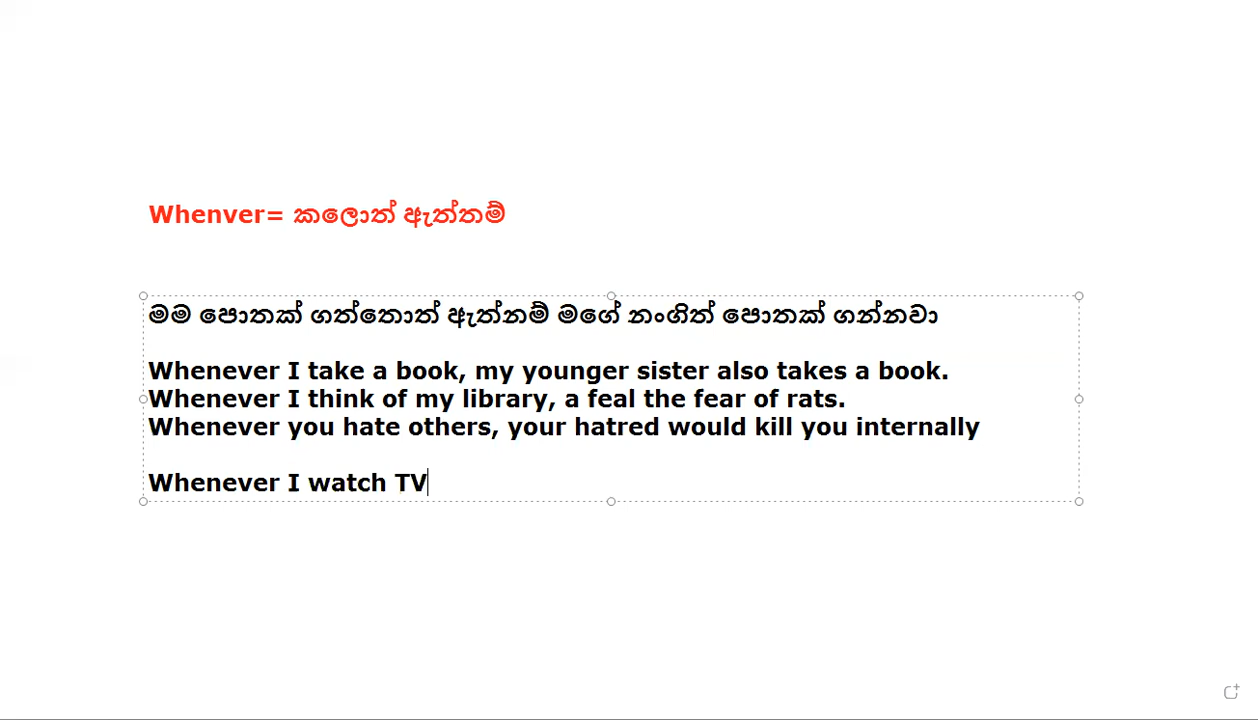 Whenver= කලොත් ඇත්තම්
මම පොතක් ගත්තොත් ඇත්නම් මගේ නංගිත් පොතක් ගන්නවා
Whenever I take a book, my younger sister also takes a book.
Whenever I think of my library, a feal the fear of rats.
Whenever you hate others, your hatred would kill you internally
Whenever I watch TV